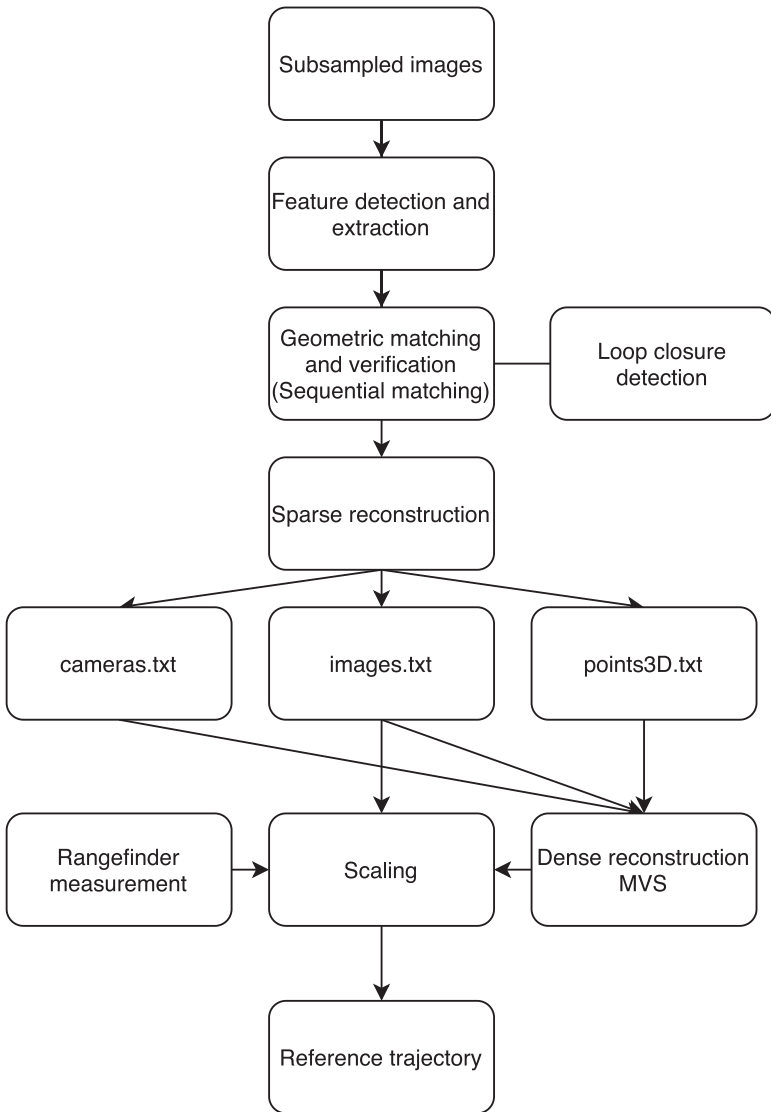 Subsampled images
Feature detection and
extraction
Geometric matching
and verification
(Sequential matching)
Loop closure
detection
Sparse reconstruction
cameras.txt
images.txt
points3D.txt
Rangefinder
measurement
Scaling
Dense reconstruction
MVS
Reference trajectory